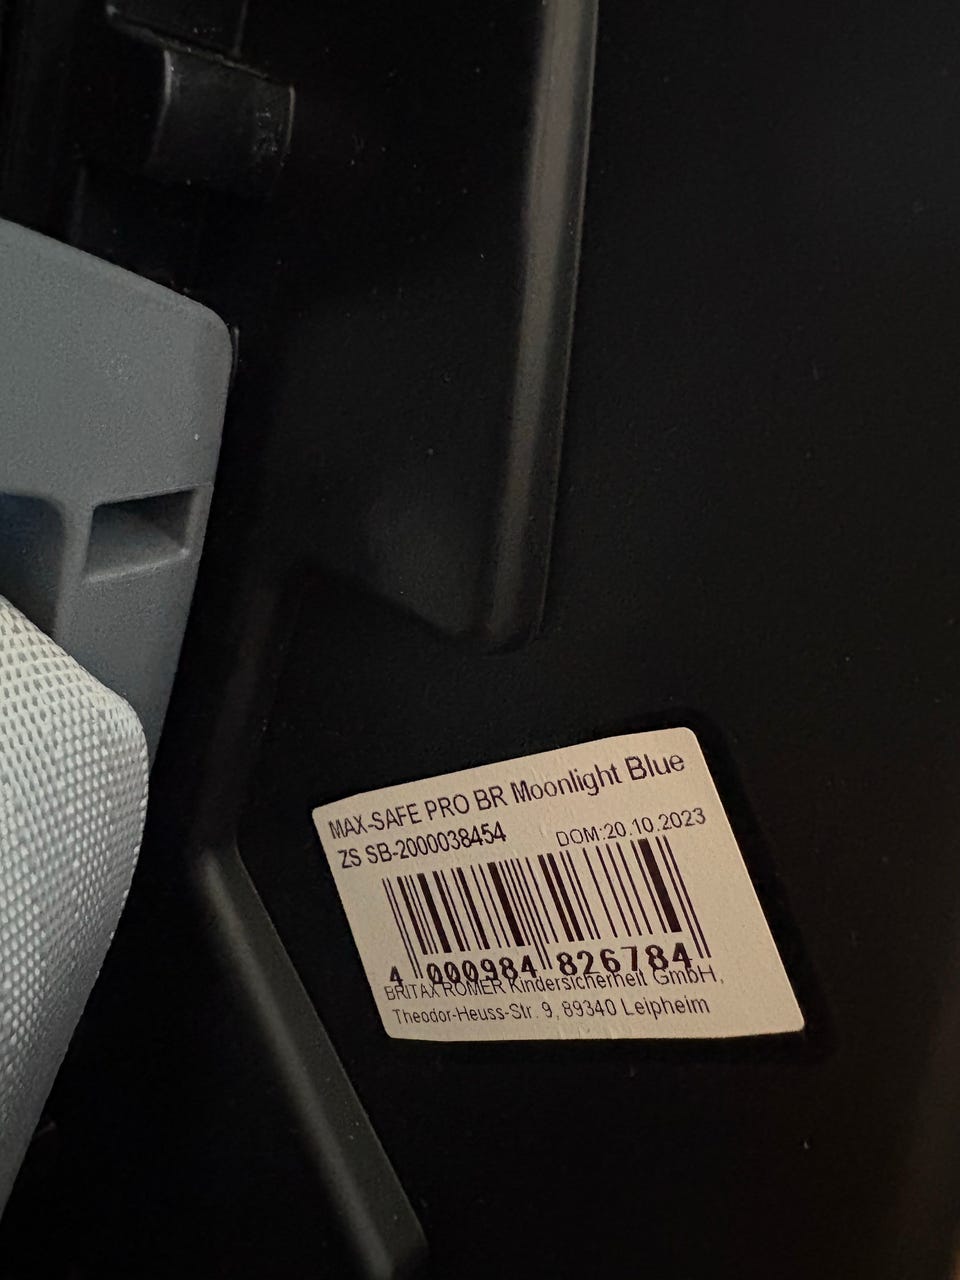 MAX-SAFE PRO BR Moonlight Blue
ZS SB-2000038454 DOM:20.10.2023
4 000984 826784
BRITAX RÖMER Kindersicherheit GmbH,
Theodor-Heuss-Str. 9, 89340 Leipheim